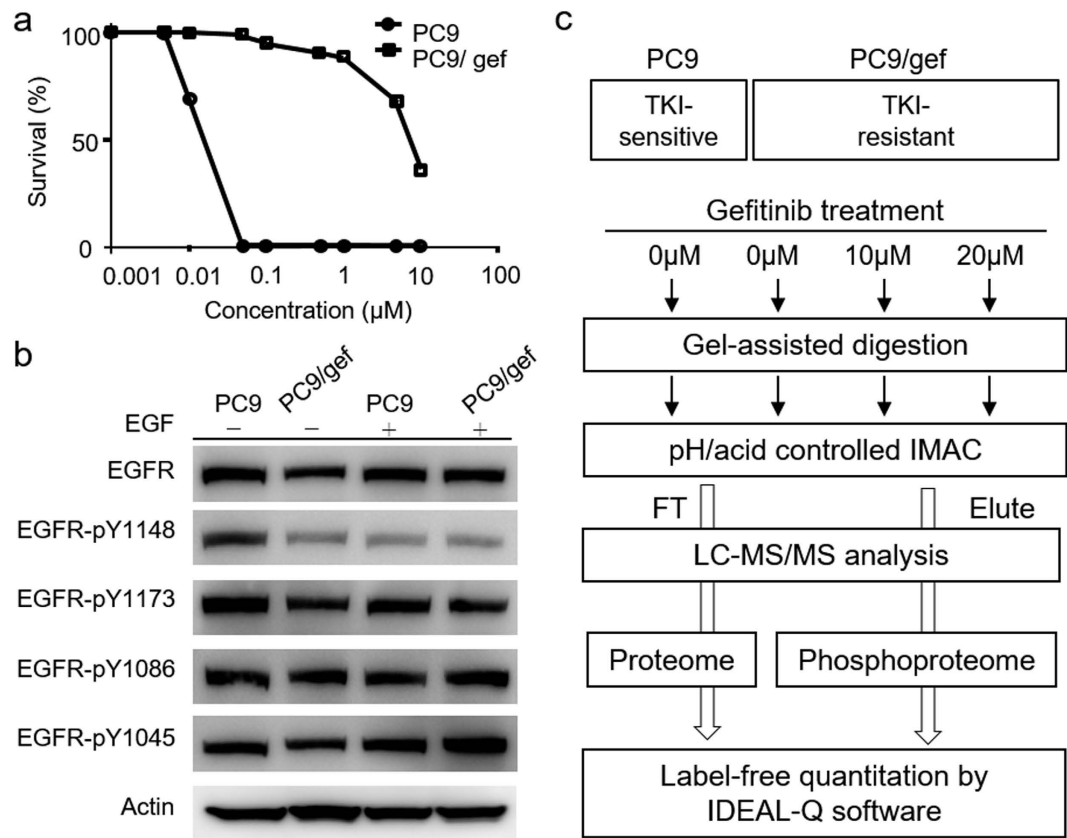 a
100
50
0
Survival (%)
0.001
0.01
0.1
1
10
100
Concentration (µM)
PC9
PC9/ gef
b
PC9
PC9/gef
PC9
PC9/gef
EGF
− − + +
EGFR
EGFR-pY1148
EGFR-pY1173
EGFR-pY1086
EGFR-pY1045
Actin
c
PC9
PC9/gef
TKI-
sensitive
TKI-
resistant
Gefitinib treatment
0µM 0µM 10µM 20µM
Gel-assisted digestion
pH/acid controlled IMAC
FT
Elute
LC-MS/MS analysis
Proteome
Phosphoproteome
Label-free quantitation by
IDEAL-Q software